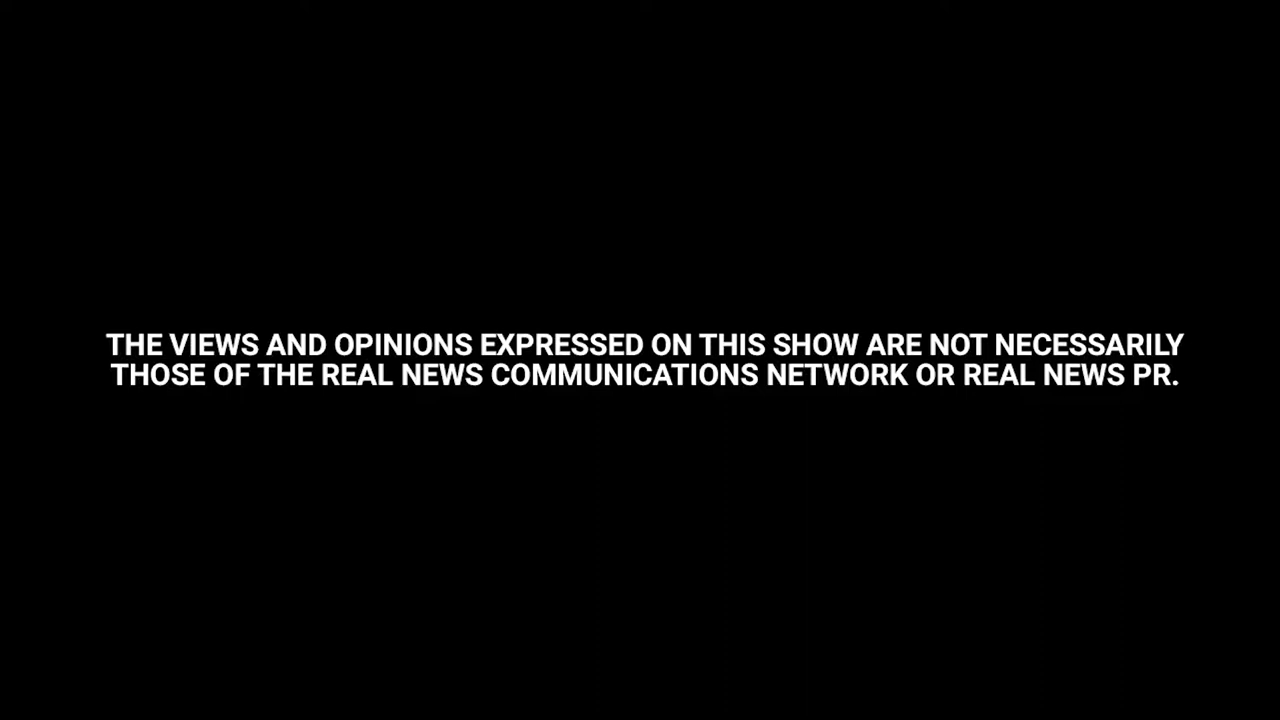 THE VIEWS AND OPINIONS EXPRESSED ON THIS SHOW ARE NOT NECESSARILY
THOSE OF THE REAL NEWS COMMUNICATIONS NETWORK OR REAL NEWS PR.